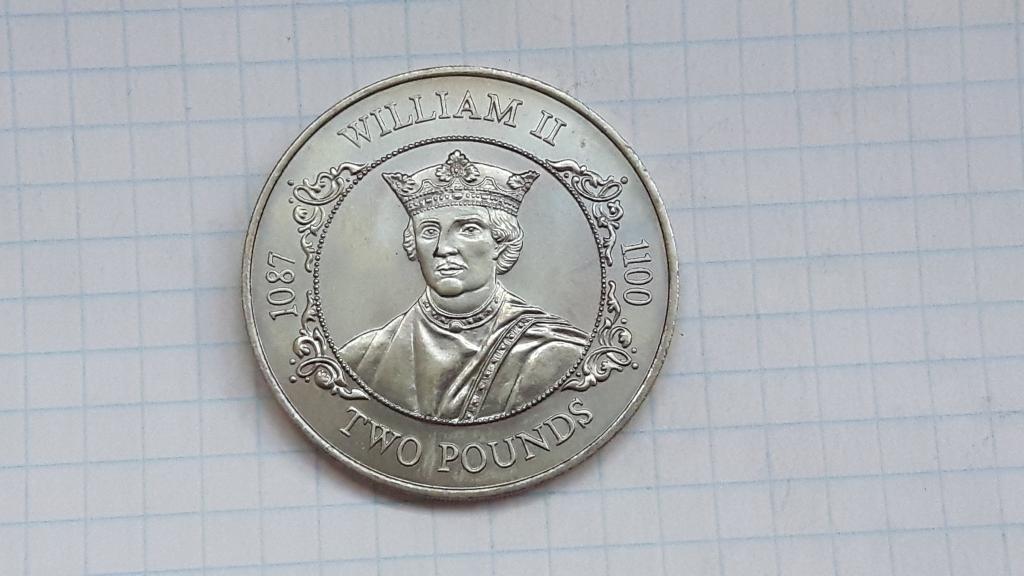 WILLIAM II
1087
1100
TWO POUNDS